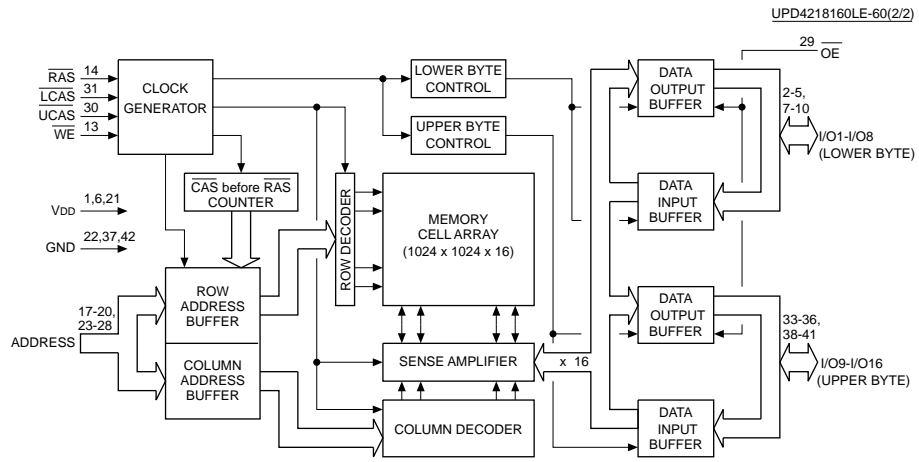 UPD4218160LE-60(2/2)
29 OE
RAS 14
LCAS 31
UCAS 30
WE 13
CLOCK
GENERATOR
LOWER BYTE
CONTROL
UPPER BYTE
CONTROL
DATA
OUTPUT
BUFFER
2-5,
7-10
I/O1-I/O8
(LOWER BYTE)
DATA
INPUT
BUFFER
CAS before RAS
COUNTER
VDD 1,6,21
GND 22,37,42
ROW DECODER
MEMORY
CELL ARRAY
(1024 x 1024 x 16)
17-20,
23-28
ADDRESS
ROW
ADDRESS
BUFFER
COLUMN
ADDRESS
BUFFER
SENSE AMPLIFIER
x 16
COLUMN DECODER
DATA
OUTPUT
BUFFER
33-36,
38-41
I/O9-I/O16
(UPPER BYTE)
DATA
INPUT
BUFFER